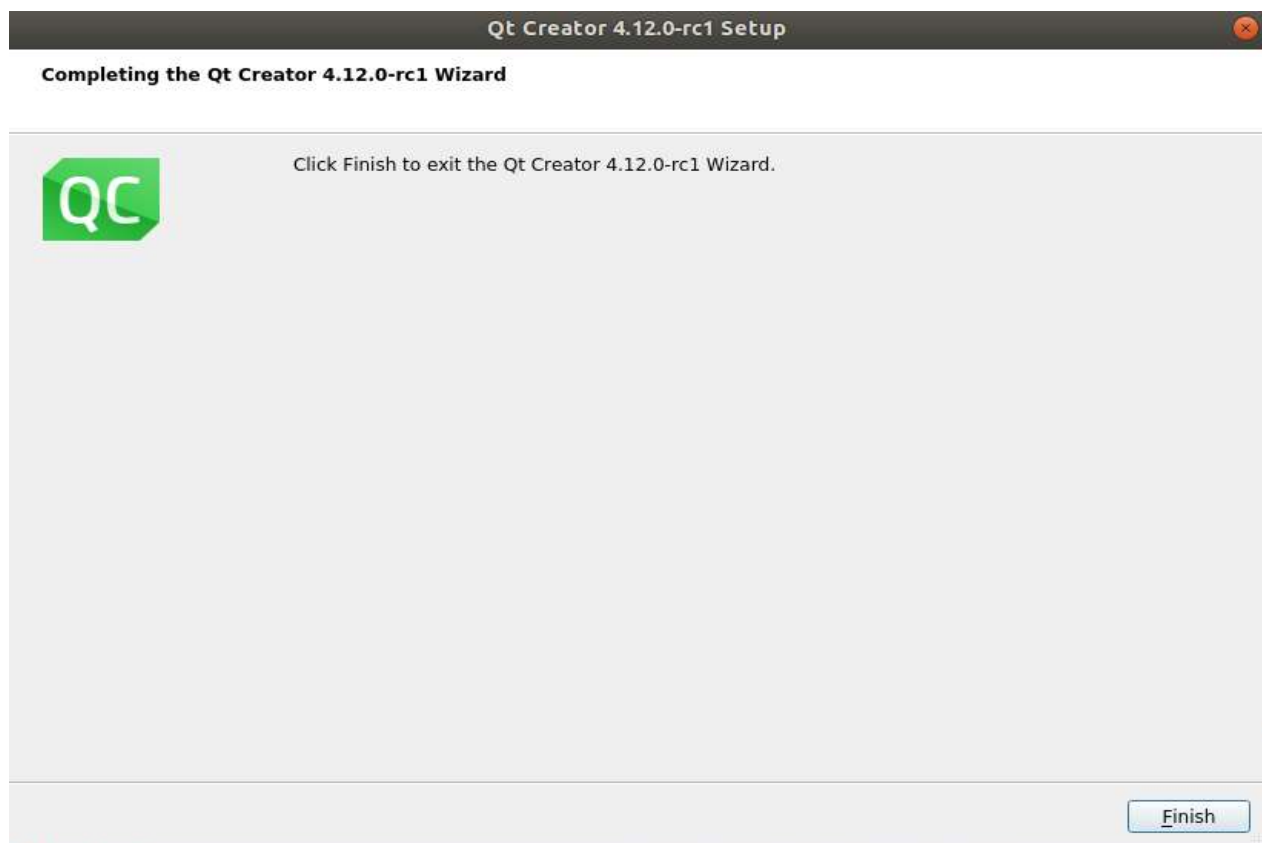 Qt Creator 4.12.0-rc1 Setup
Completing the Qt Creator 4.12.0-rc1 Wizard
QC
Click Finish to exit the Qt Creator 4.12.0-rc1 Wizard.
Finish